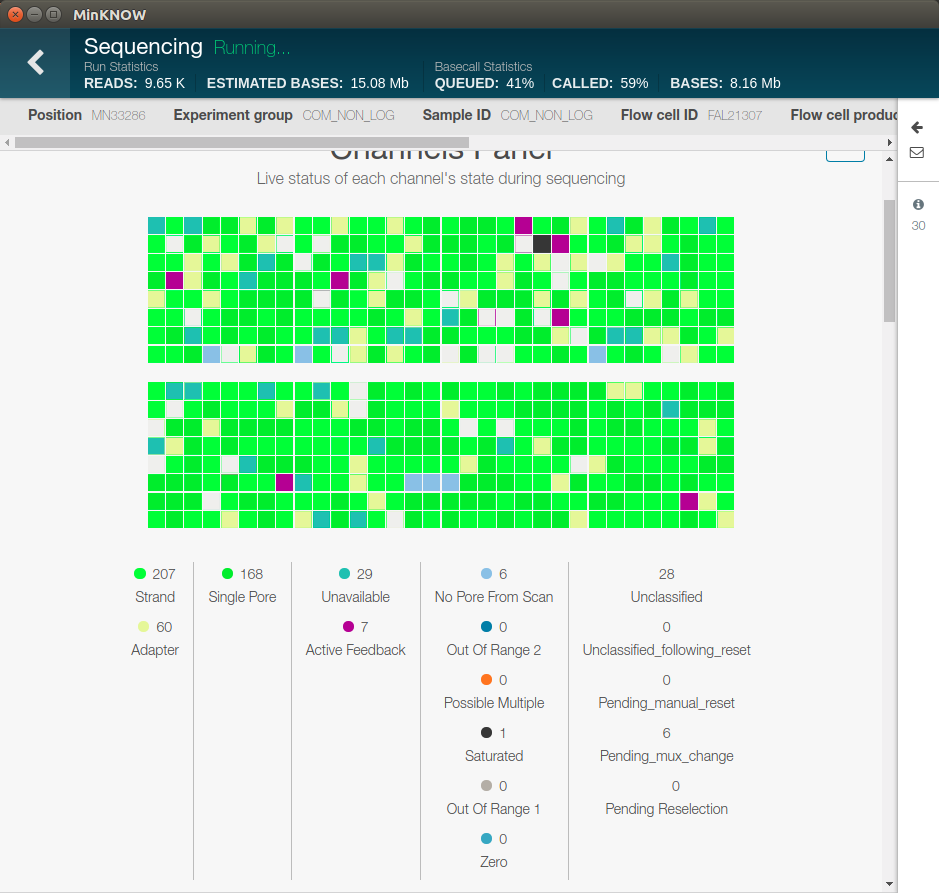 MinKNOW
Sequencing Running...
Run Statistics
READS: 9.65 K ESTIMATED BASES: 15.08 Mb
Basecall Statistics
QUEUED: 41% CALLED: 59% BASES: 8.16 Mb
Position MN33286 Experiment group COM_NON_LOG Sample ID COM_NON_LOG Flow cell ID FAL21307 Flow cell produc
Channels Panel
Live status of each channel's state during sequencing
30
207
Strand
60
Adapter
168
Single Pore
29
Unavailable
7
Active Feedback
6
No Pore From Scan
0
Out Of Range 2
0
Possible Multiple
1
Saturated
0
Out Of Range 1
0
Zero
28
Unclassified
0
Unclassified_following_reset
0
Pending_manual_reset
6
Pending_mux_change
0
Pending Reselection